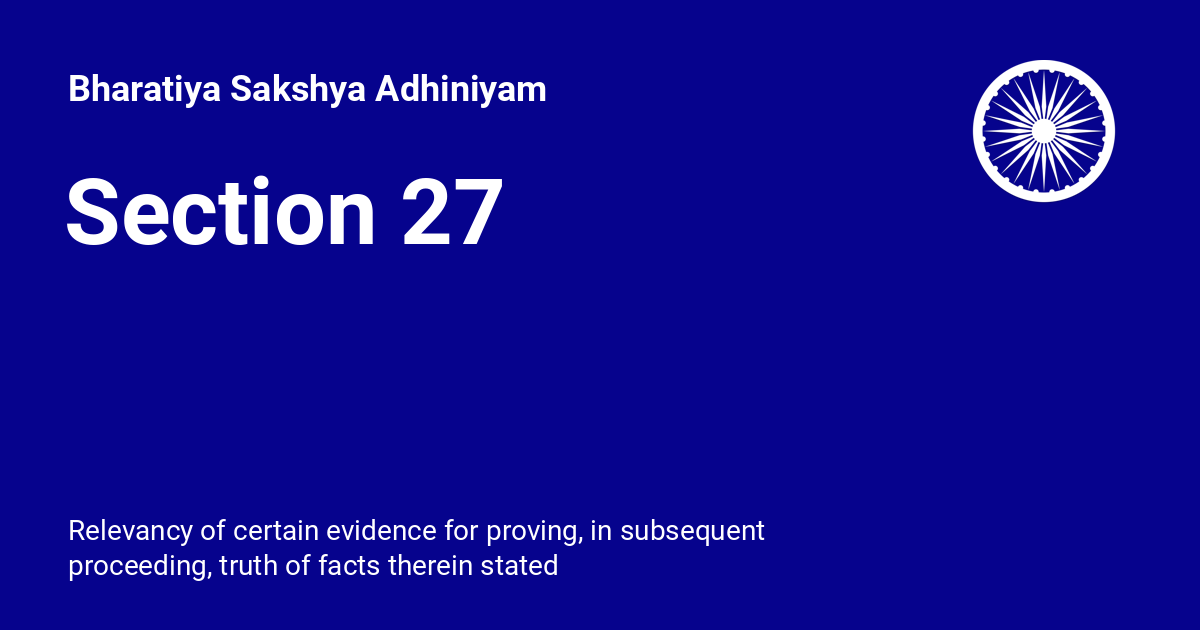 Bharatiya Sakshya Adhiniyam
Section 27
Relevancy of certain evidence for proving, in subsequent
proceeding, truth of facts therein stated